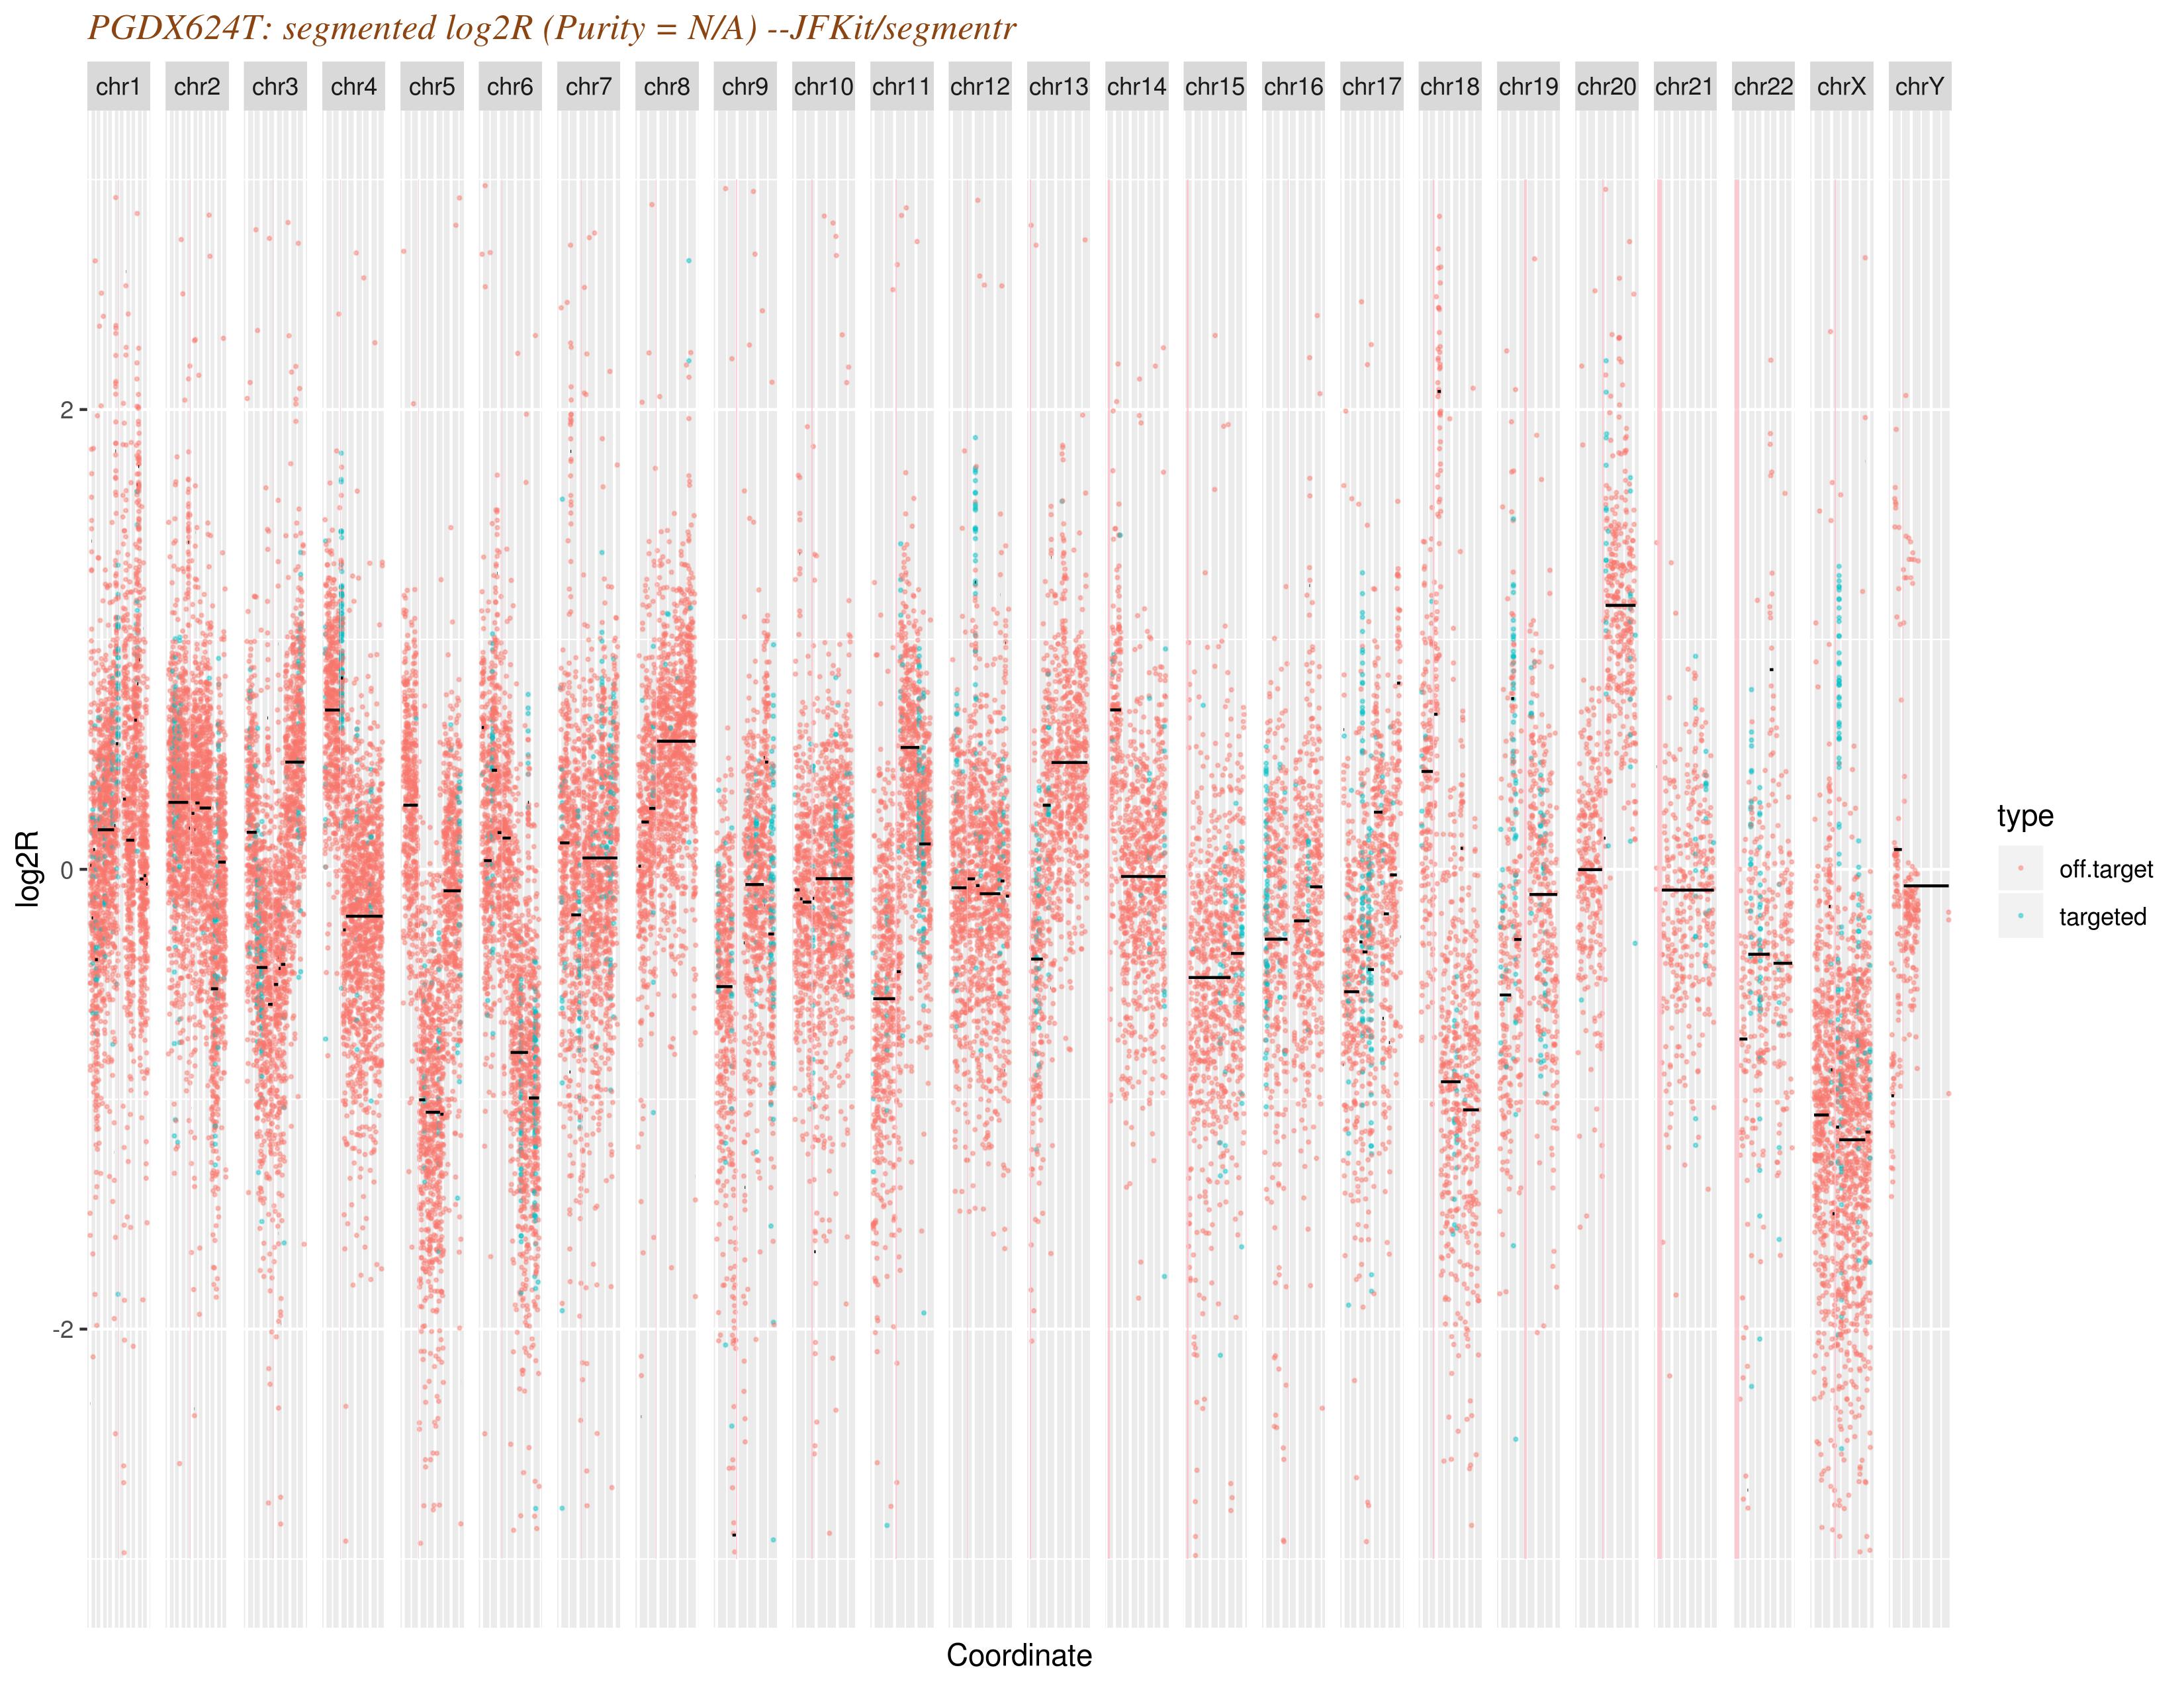 PGDX624T: segmented log2R (Purity = N/A) --JFKit/segmentr
chr1 chr2 chr3 chr4 chr5 chr6 chr7 chr8 chr9 chr10 chr11 chr12 chr13 chr14 chr15 chr16 chr17 chr18 chr19 chr20 chr21 chr22 chrX chrY
2
0
-2
log2R
Coordinate
type
off.target
targeted